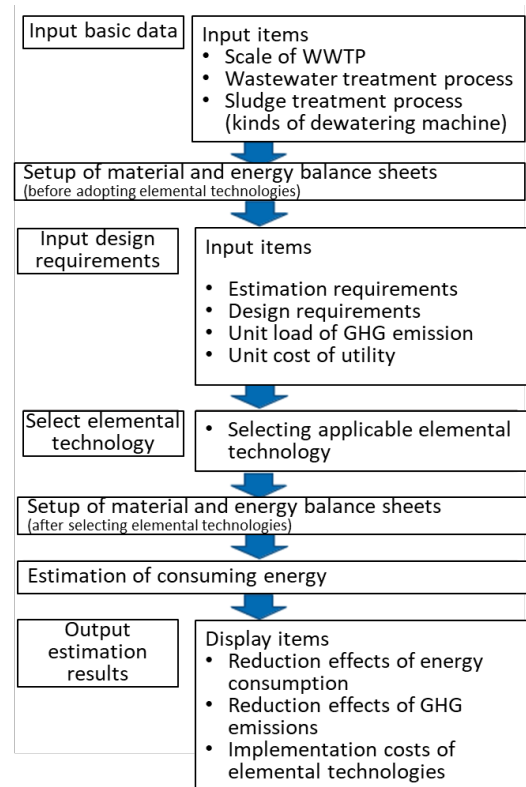 Input basic data
Input items
• Scale of WWTP
• Wastewater treatment process
• Sludge treatment process
(kinds of dewatering machine)
Setup of material and energy balance sheets
(before adopting elemental technologies)
Input design
requirements
Input items
• Estimation requirements
• Design requirements
• Unit load of GHG emission
• Unit cost of utility
Select elemental
technology
• Selecting applicable elemental
technology
Setup of material and energy balance sheets
(after selecting elemental technologies)
Estimation of consuming energy
Output
estimation
results
Display items
• Reduction effects of energy
consumption
• Reduction effects of GHG
emissions
• Implementation costs of
elemental technologies